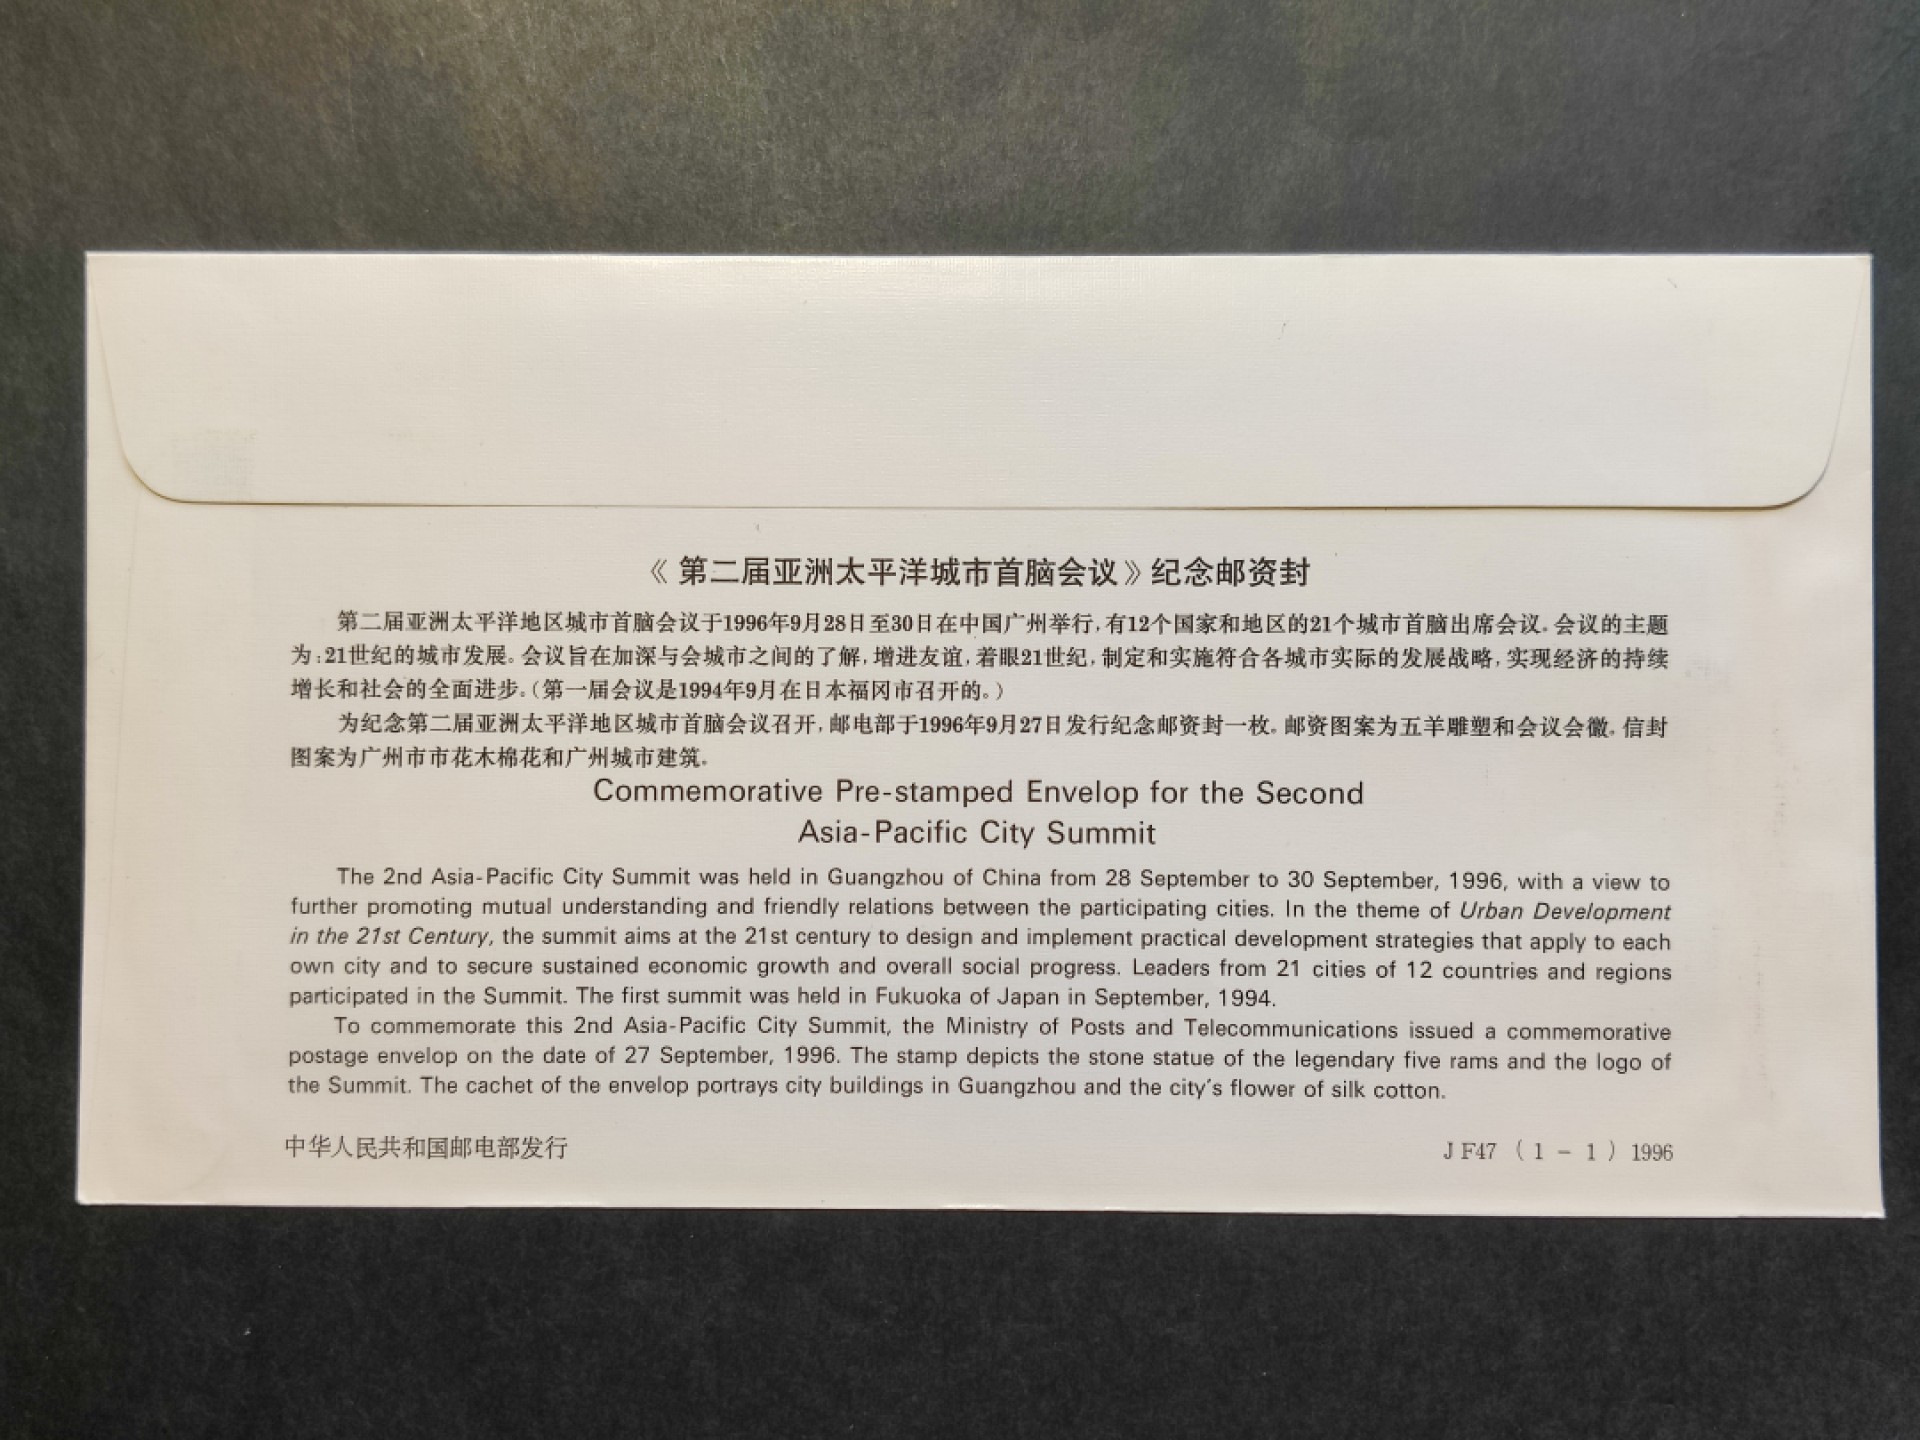 《第二届亚洲太平洋城市首脑会议》纪念邮资封
第二届亚洲太平洋地区城市首脑会议于1996年9月28日至30日在中国广州举行,有12个国家和地区的21个城市首脑出席会议。会议的主题
为:21世纪的城市发展。会议旨在加深与会城市之间的了解,增进友谊,着眼21世纪,制定和实施符合各城市实际的发展战略,实现经济的持续
增长和社会的全面进步。(第一届会议是1994年9月在日本福冈市召开的。)
为纪念第二届亚洲太平洋地区城市首脑会议召开,邮电部于1996年9月27日发行纪念邮资封一枚。邮资图案为五羊雕塑和会议会徽。信封
图案为广州市市花木棉花和广州城市建筑。
Commemorative Pre-stamped Envelop for the Second
Asia-Pacific City Summit
The 2nd Asia-Pacific City Summit was held in Guangzhou of China from 28 September to 30 September, 1996, with a view to
further promoting mutual understanding and friendly relations between the participating cities. In the theme of Urban Development
in the 21st Century, the summit aims at the 21st century to design and implement practical development strategies that apply to each
own city and to secure sustained economic growth and overall social progress. Leaders from 21 cities of 12 countries and regions
participated in the Summit. The first summit was held in Fukuoka of Japan in September, 1994.
To commemorate this 2nd Asia-Pacific City Summit, the Ministry of Posts and Telecommunications issued a commemorative
postage envelop on the date of 27 September, 1996. The stamp depicts the stone statue of the legendary five rams and the logo of
the Summit. The cachet of the envelop portrays city buildings in Guangzhou and the city's flower of silk cotton.
中华人民共和国邮电部发行
JF47 (1-1) 1996